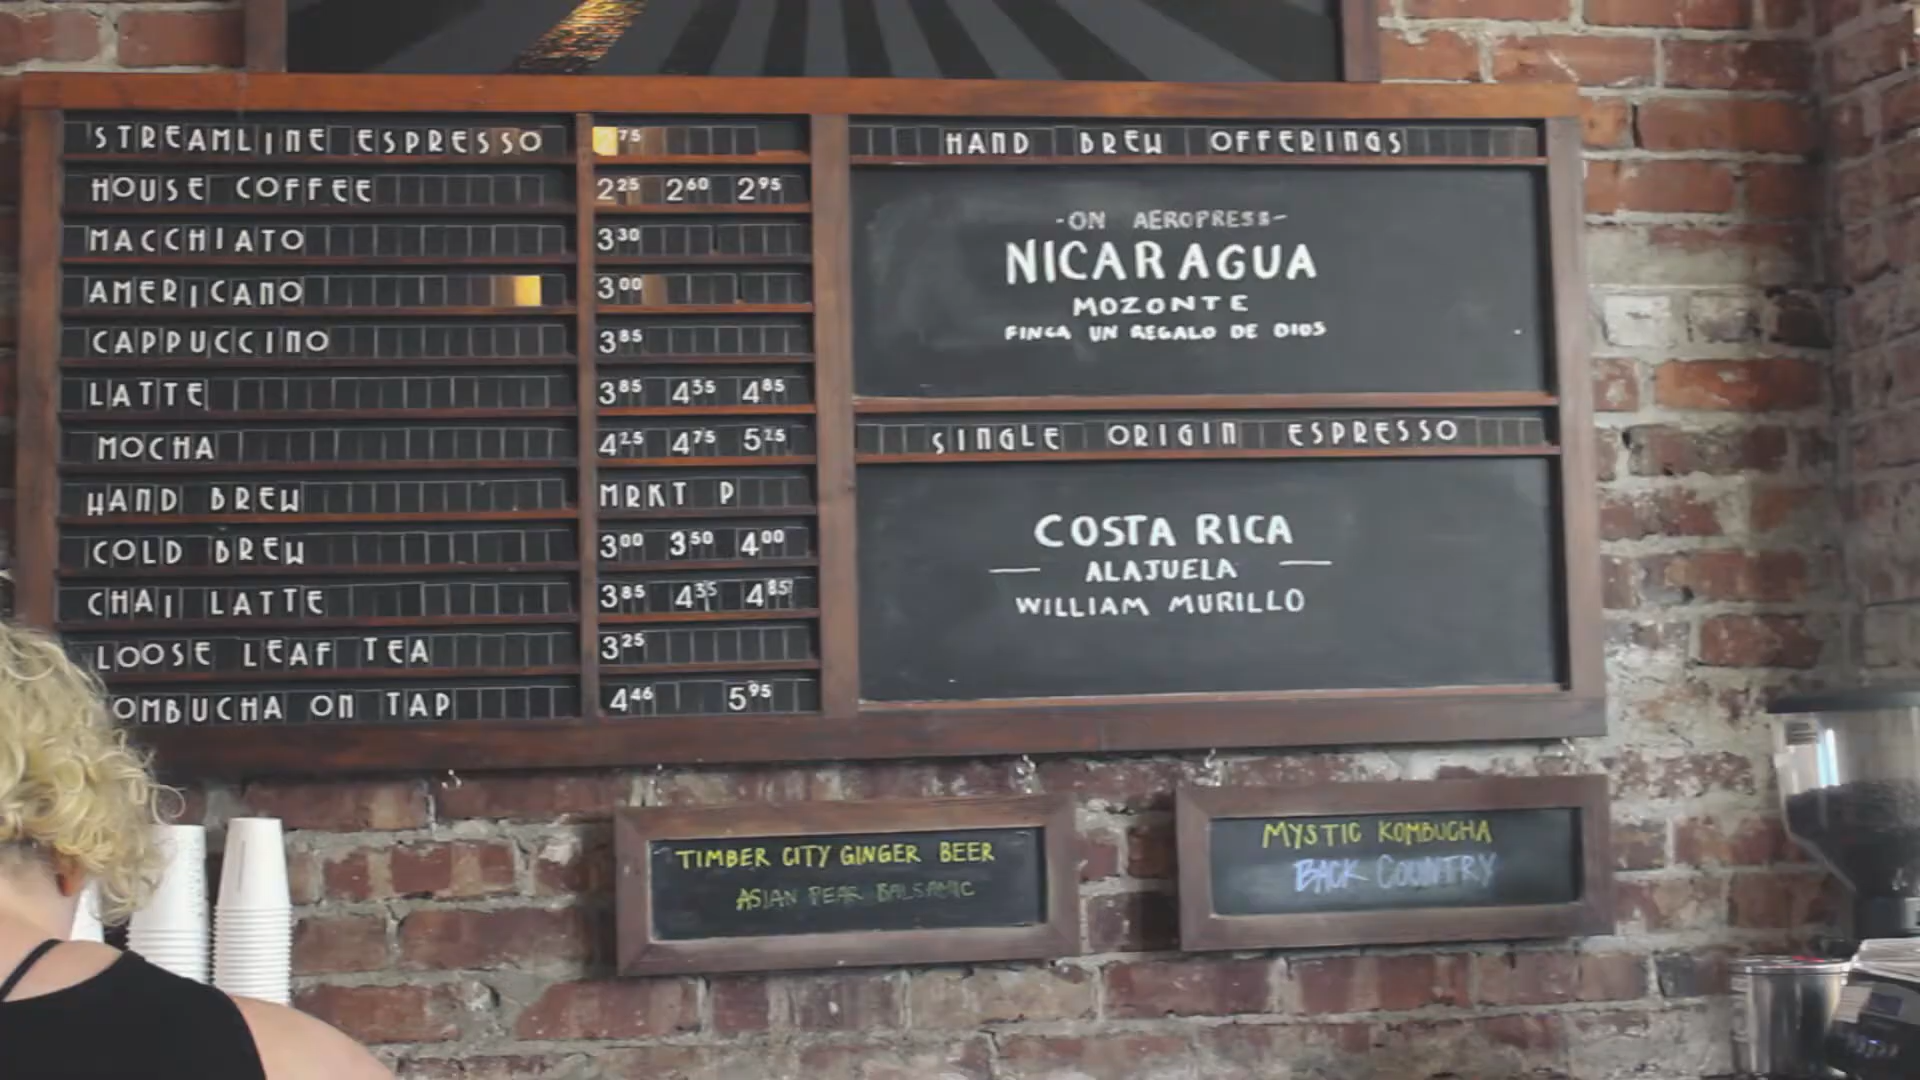 STREAMLINE ESPRESSO 75
HOUSE COFFEE 2.25 2.60 2.95
MACCHIATO 3.30
AMERICANO 3.00
CAPPUCCINO 3.85
LATTE 3.85 4.35 4.85
MOCHA 4.25 4.75 5.25
HAND BREW MRKT P
COLD BREW 3.00 3.50 4.00
CHAI LATTE 3.85 4.35 4.85
LOOSE LEAF TEA 3.25
OMBUCHA ON TAP 4.46 5.95
HAND BREW OFFERINGS
-ON AEROPRESS-
NICARAGUA
MOZONTE
FINCA UN REGALO DE DIOS
SINGLE ORIGIN ESPRESSO
COSTA RICA
ALAJUELA
WILLIAM MURILLO
TIMBER CITY GINGER BEER
ASIAN PEAR BALSAMIC
MYSTIC KOMBUCHA
BACK COUNTRY